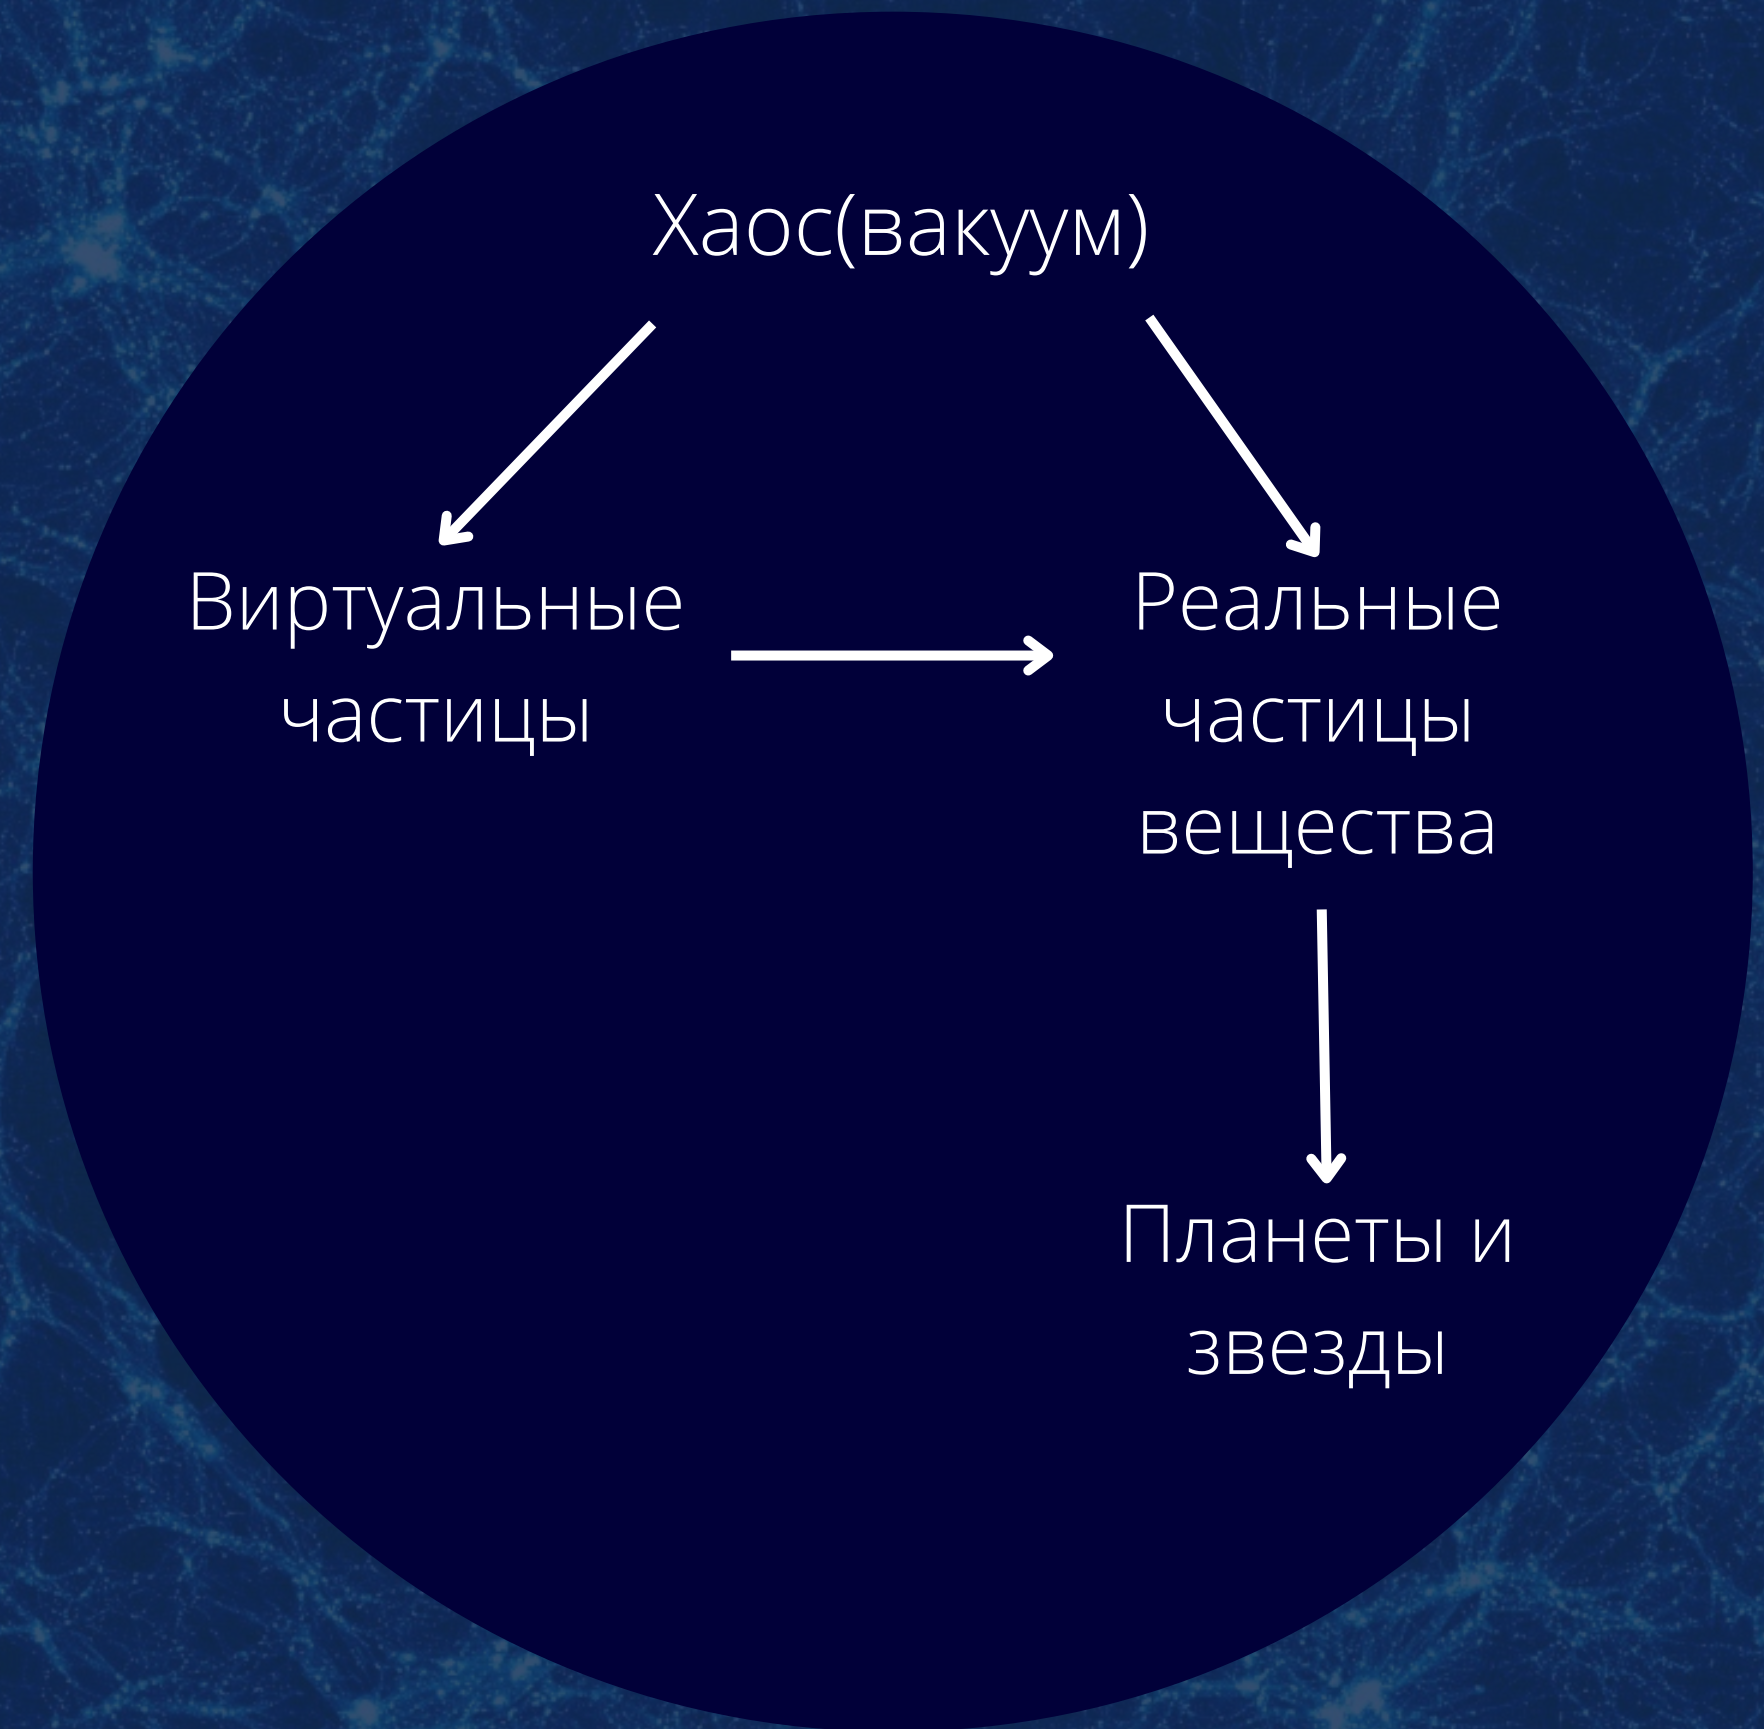 Хаос(вакуум)
Виртуальные
частицы
Реальные
частицы
вещества
Планеты и
звезды